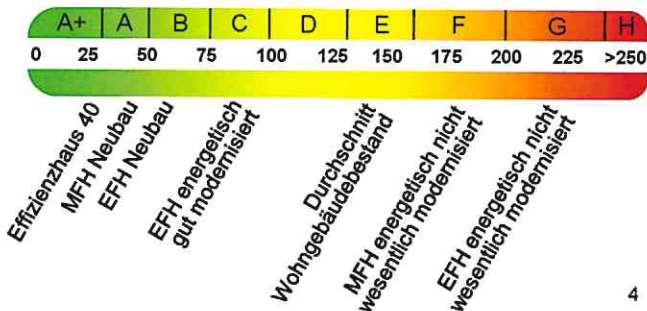 A+ A B C D E F G H
0 25 50 75 100 125 150 175 200 225 >250
Effizienzhaus 40
MFH Neubau
EFH Neubau
EFH energetisch
gut modernisiert
Durchschnitt
Wohngebäudebestand
MFH energetisch nicht
wesentlich modernisiert
EFH energetisch nicht
wesentlich modernisiert
4